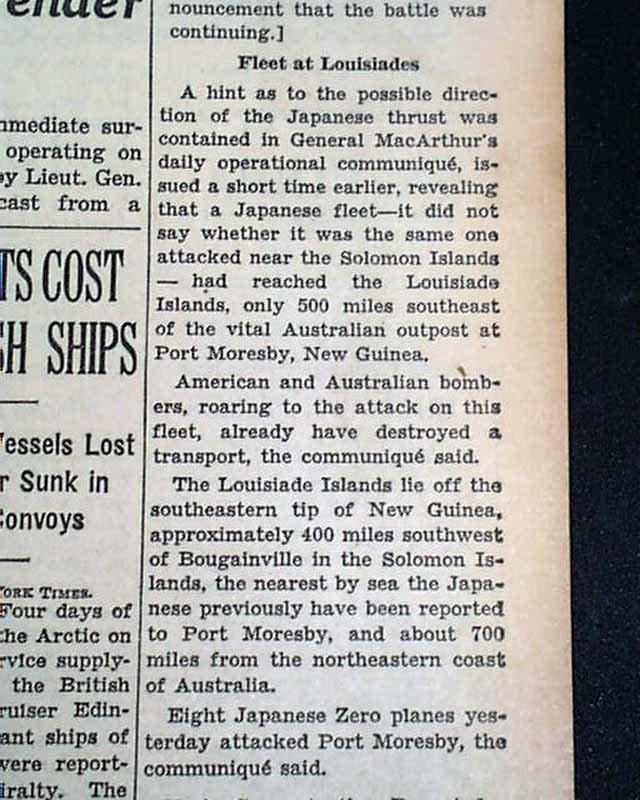 ender
mmediate sur-
operating on
ey Lieut. Gen.
cast from a
TS COST
SHIPS
Vessels Lost
Sunk in
Convoys
YORK TIMES.
Four days of
the Arctic on
supply-
the British
Edin-
ships of
were report-
The
nouncement that the battle was
continuing.]
Fleet at Louisiades
A hint as to the possible direc-
tion of the Japanese thrust was
contained in General MacArthur's
daily operational communiqué, is-
sued a short time earlier, revealing
that a Japanese fleet—it did not
say whether it was the same one
attacked near the Solomon Islands
— had reached the Louisiade
Islands, only 500 miles southeast
of the vital Australian outpost at
Port Moresby, New Guinea.
American and Australian bomb-
ers, roaring to the attack on this
fleet, already have destroyed a
transport, the communiqué said.
The Louisiade Islands lie off the
southeastern tip of New Guinea,
approximately 400 miles southwest
of Bougainville in the Solomon Is-
lands, the nearest by sea the Japa-
nese previously have been reported
to Port Moresby, and about 700
miles from the northeastern coast
of Australia.
Eight Japanese Zero planes yes-
terday attacked Port Moresby, the
communiqué said.